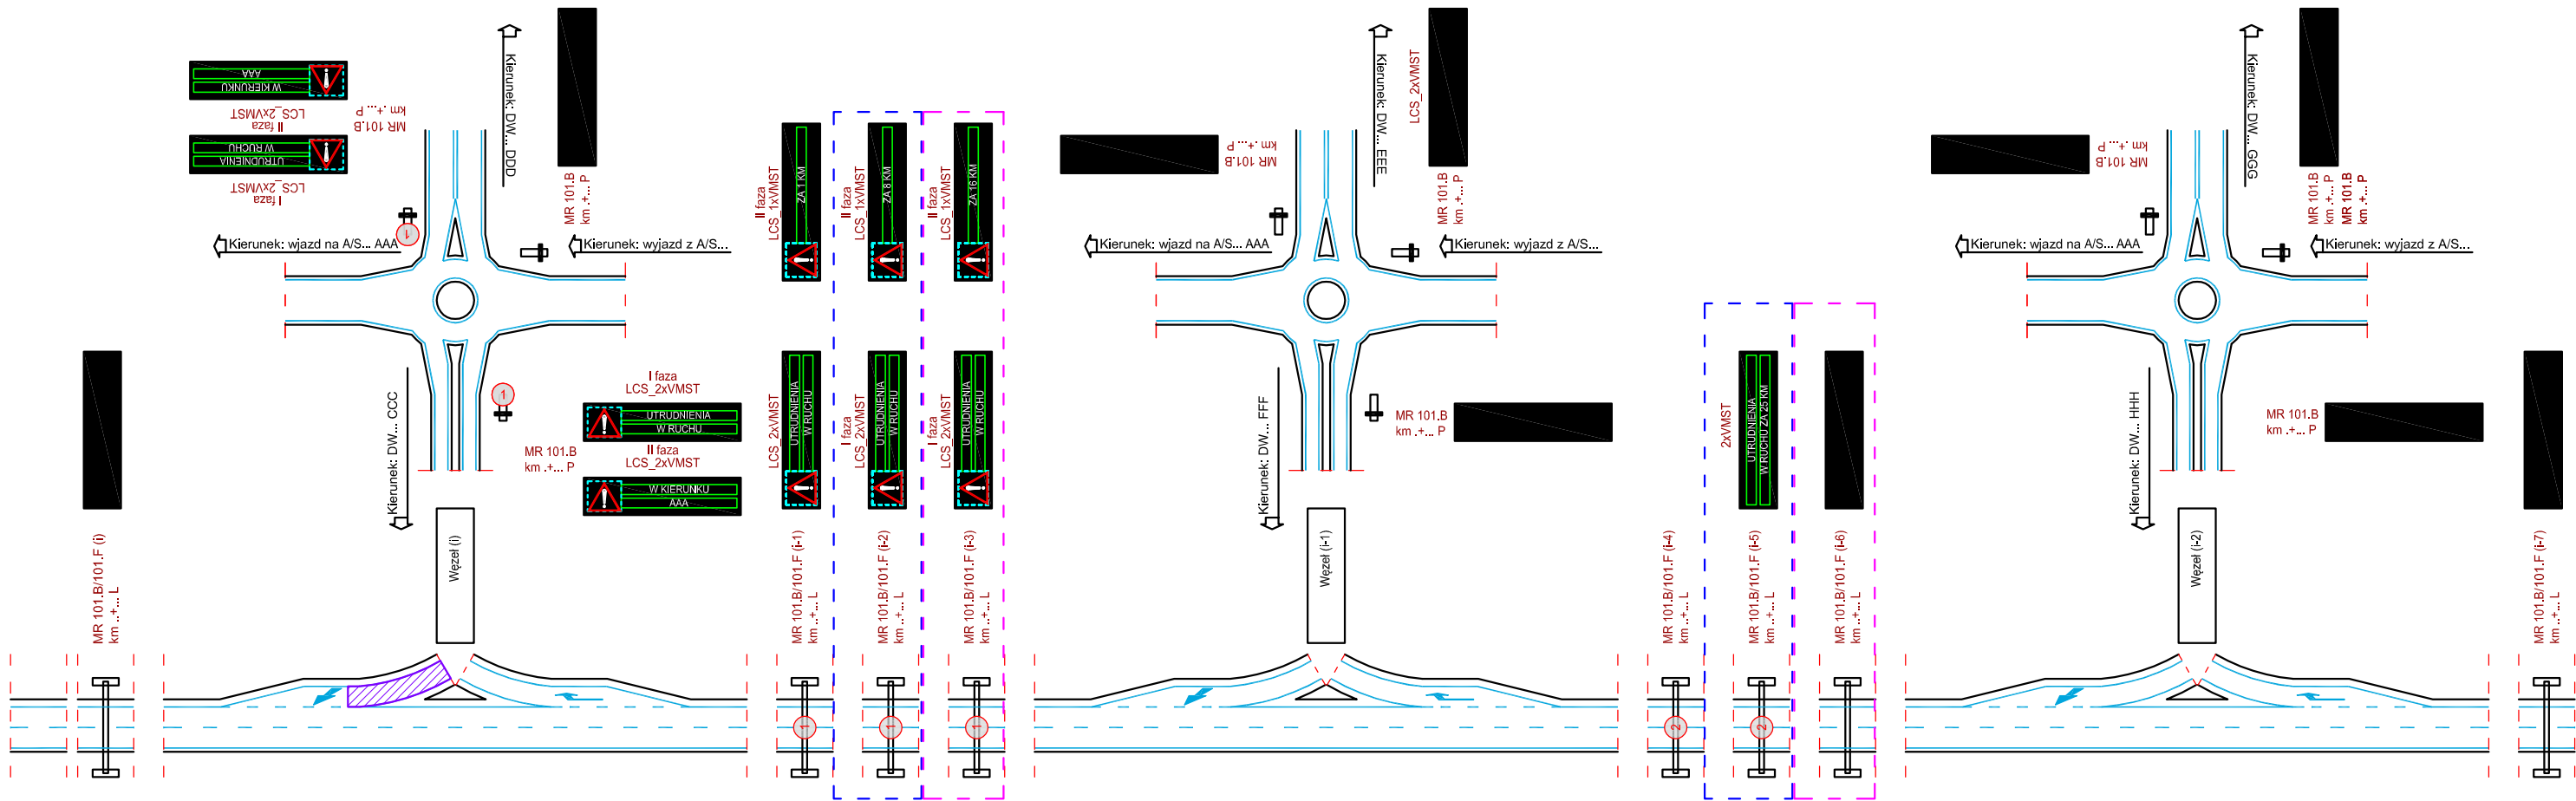 Kierunek: DW... DDD
W KIERUNKU
AAA
II faza
LCS_2xVMST
UTRUDNIENIA
W RUCHU
I faza
LCS_2xVMST
MR 101.B
km .+... P
MR 101.B
km .+... P
1
Kierunek: wjazd na A/S... AAA
Kierunek: wyjazd z A/S...
Kierunek: DW... CCC
1
I faza
LCS_2xVMST
UTRUDNIENIA
W RUCHU
II faza
LCS_2xVMST
W KIERUNKU
AAA
MR 101.B
km .+... P
Węzeł (i)
MR 101.B/101.F (i)
km ..+... L
II faza
LCS_1xVMST
ZA 1 KM
LCS_2xVMST
UTRUDNIENIA
W RUCHU
MR 101.B/101.F (i-1)
km ..+... L
1
II faza
LCS_1xVMST
ZA 8 KM
I faza
LCS_2xVMST
UTRUDNIENIA
W RUCHU
MR 101.B/101.F (i-2)
km ..+... L
1
II faza
LCS_1xVMST
ZA 16 KM
I faza
LCS_2xVMST
UTRUDNIENIA
W RUCHU
MR 101.B/101.F (i-3)
km ..+... L
1
Kierunek: DW... EEE
LCS_2xVMST
MR 101.B
km .+... P
MR 101.B
km .+... P
Kierunek: wjazd na A/S... AAA
Kierunek: wyjazd z A/S...
Kierunek: DW... FFF
MR 101.B
km .+... P
Węzeł (i-1)
MR 101.B/101.F (i-4)
km ..+... L
2
2xVMST
UTRUDNIENIA
W RUCHU ZA 25 KM
MR 101.B/101.F (i-5)
km ..+... L
2
MR 101.B/101.F (i-6)
km ..+... L
Kierunek: DW... GGG
MR 101.B
km .+... P
MR 101.B
km .+... P
MR 101.B
km .+... P
Kierunek: wjazd na A/S... AAA
Kierunek: wyjazd z A/S...
Kierunek: DW... HHH
MR 101.B
km .+... P
Węzeł (i-2)
MR 101.B/101.F (i-7)
km ..+... L